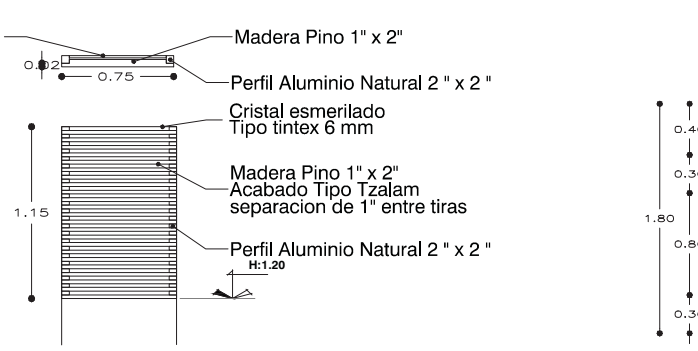 Madera Pino 1" x 2"
0.02
0.75
Perfil Aluminio Natural 2 " x 2 "
Cristal esmerilado
Tipo tintex 6 mm
1.15
Madera Pino 1" x 2"
Acabado Tipo Tzalam
separacion de 1" entre tiras
Perfil Aluminio Natural 2 " x 2 "
H:1.20
1.80